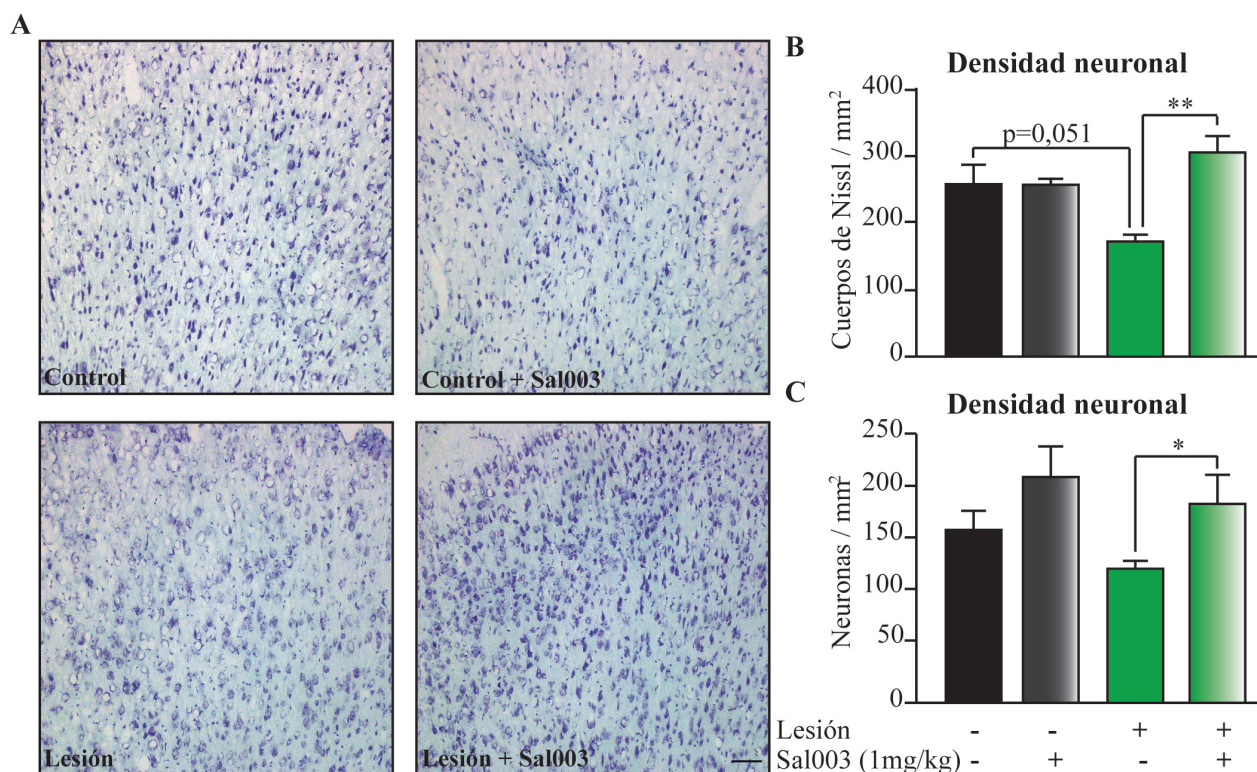 A
Control
Control + Sal003
Lesión
Lesión + Sal003
B
Densidad neuronal
Cuerpos de Nissl / mm²
400
300
200
100
0
p=0,051
**
C
Densidad neuronal
Neuronas / mm²
250
200
150
100
50
0
*
Lesión - - + +
Sal003 (1mg/kg) - + - +